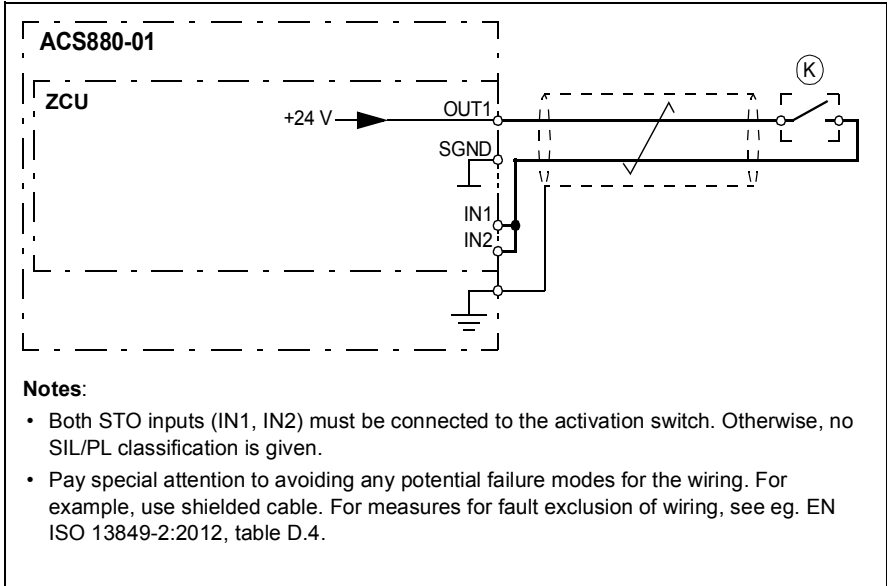 ACS880-01
K
ZCU
+24 V
OUT1
SGND
IN1
IN2
Notes:
• Both STO inputs (IN1, IN2) must be connected to the activation switch. Otherwise, no
SIL/PL classification is given.
• Pay special attention to avoiding any potential failure modes for the wiring. For
example, use shielded cable. For measures for fault exclusion of wiring, see eg. EN
ISO 13849-2:2012, table D.4.